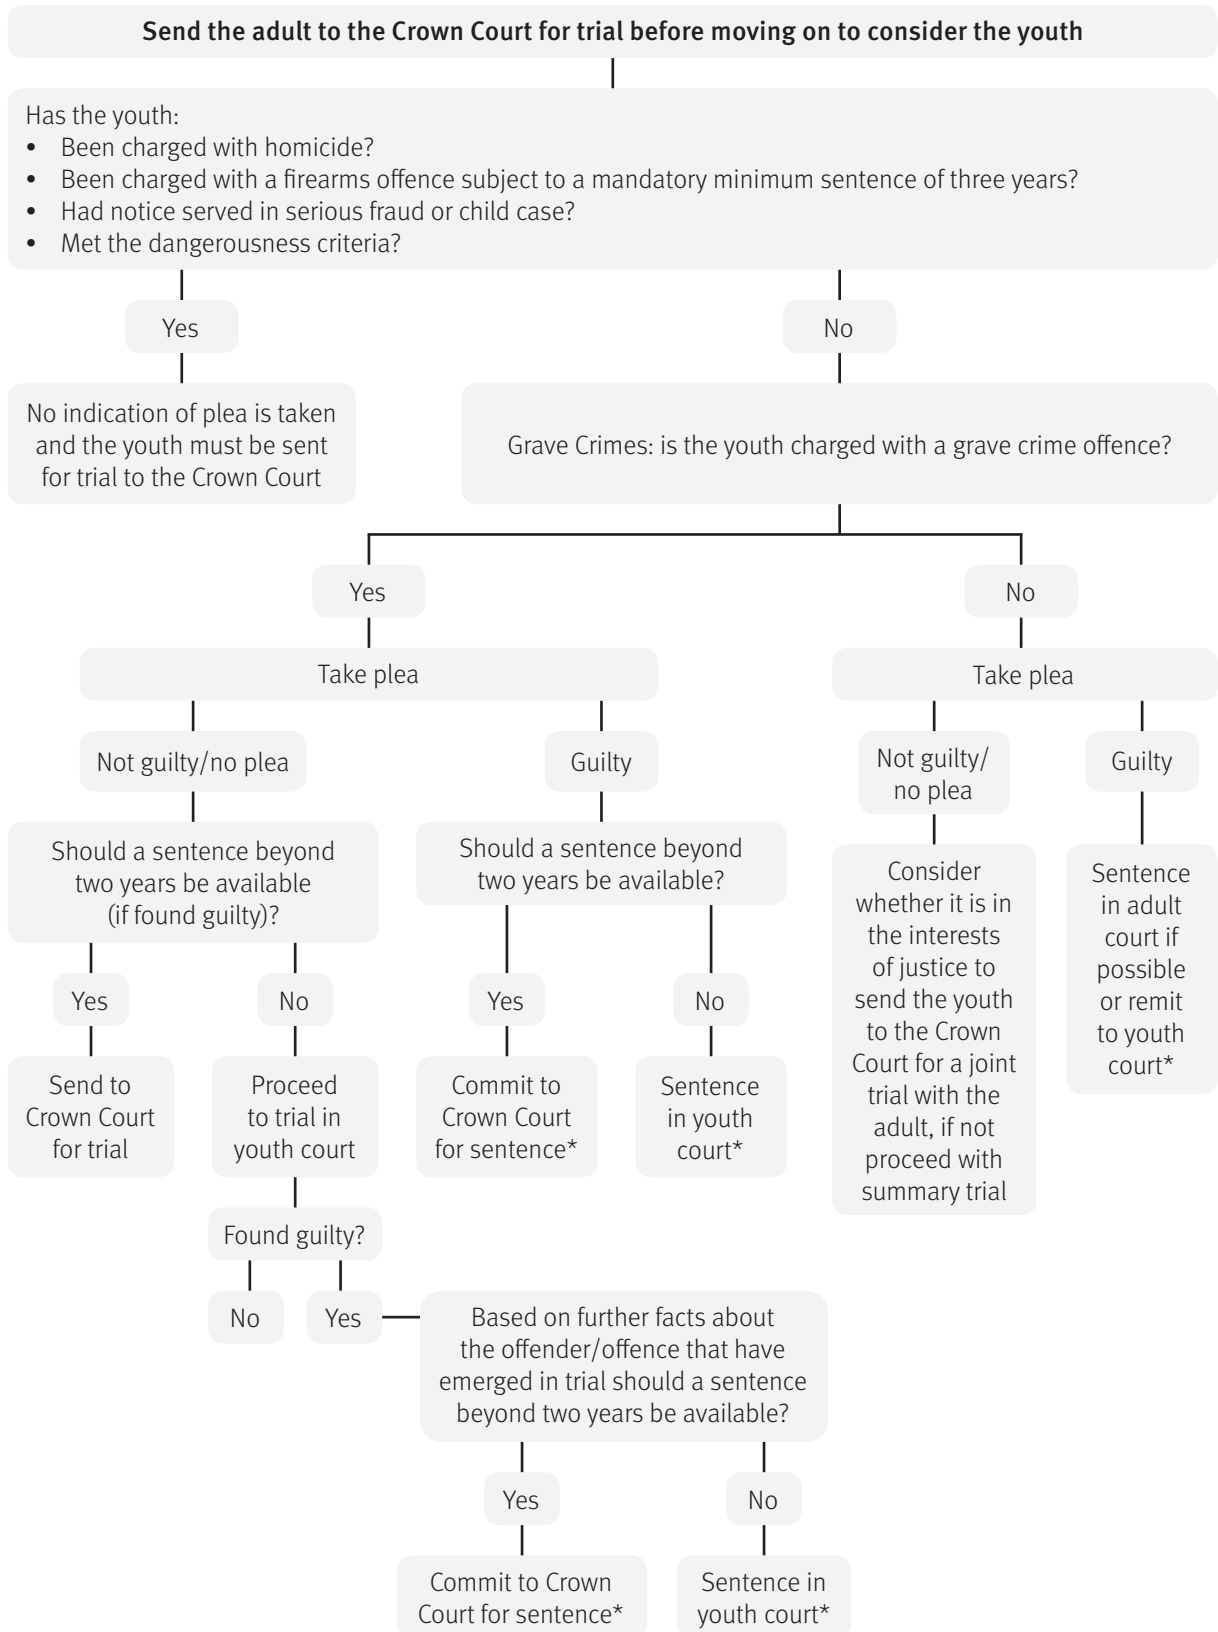 Send the adult to the Crown Court for trial before moving on to consider the youth
Has the youth:
• Been charged with homicide?
• Been charged with a firearms offence subject to a mandatory minimum sentence of three years?
• Had notice served in serious fraud or child case?
• Met the dangerousness criteria?
Yes
No
No indication of plea is taken
and the youth must be sent
for trial to the Crown Court
Grave Crimes: is the youth charged with a grave crime offence?
Yes
No
Take plea
Take plea
Not guilty/no plea
Guilty
Not guilty/
no plea
Guilty
Should a sentence beyond
two years be available
(if found guilty)?
Should a sentence beyond
two years be available?
Consider
whether it is in
the interests
of justice to
send the youth
to the Crown
Court for a joint
trial with the
adult, if not
proceed with
summary trial
Sentence
in adult
court if
possible
or remit
to youth
court*
Yes
No
Yes
No
Send to
Crown Court
for trial
Proceed
to trial in
youth court
Commit to
Crown Court
for sentence*
Sentence
in youth
court*
Found guilty?
No
Yes
Based on further facts about
the offender/offence that have
emerged in trial should a sentence
beyond two years be available?
Yes
No
Commit to Crown
Court for sentence*
Sentence in
youth court*